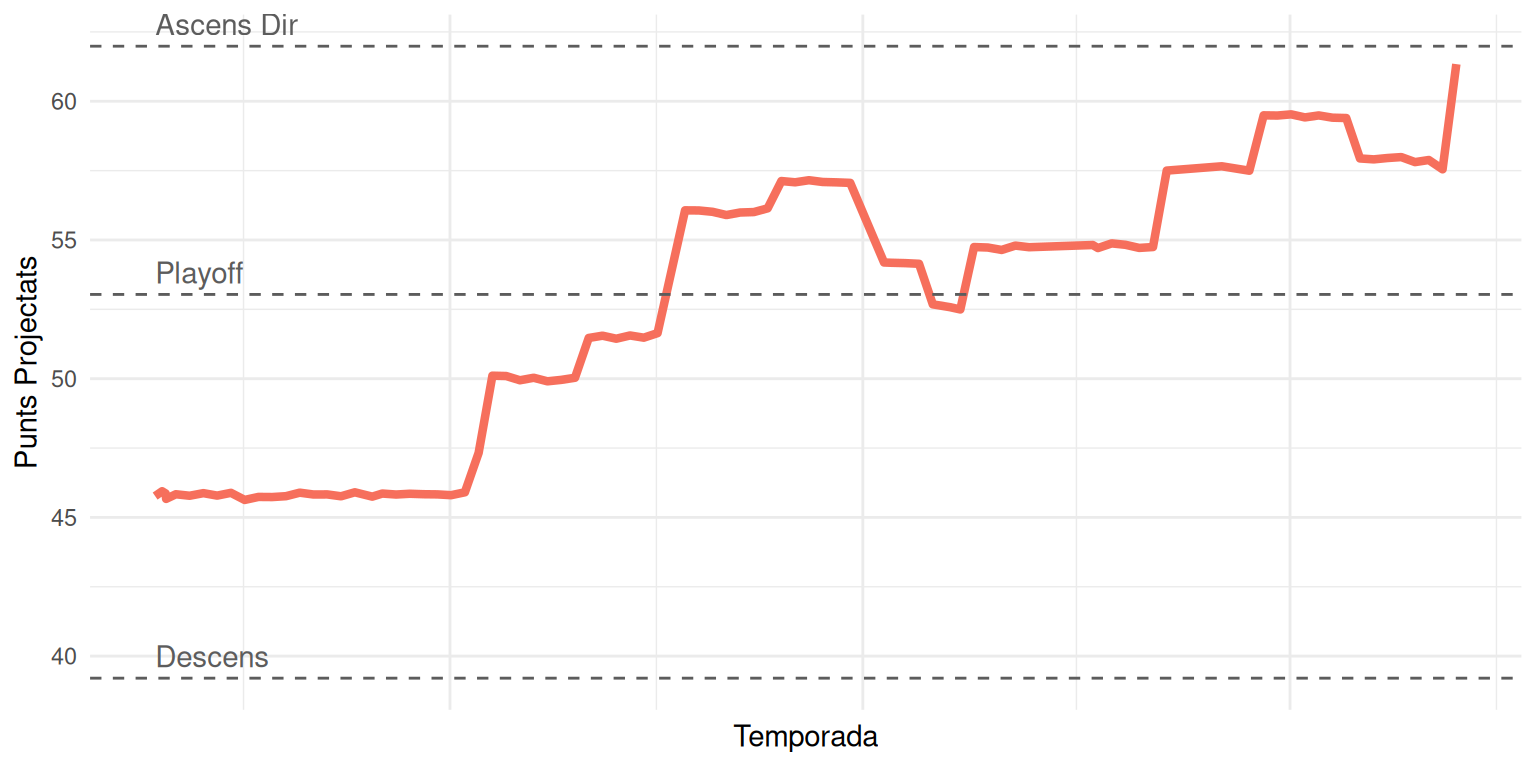 Ascens Dir
60
55
Playoff
50
45
Descens
40
Punts Projectats
Temporada